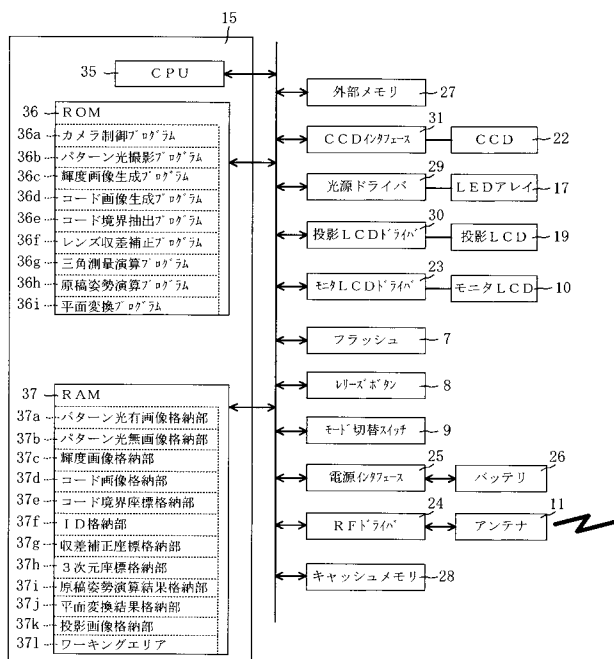 15
35 CPU
36 ROM
36a カメラ制御プログラム
36b パターン光撮影プログラム
36c 輝度画像生成プログラム
36d コード画像生成プログラム
36e コード境界抽出プログラム
36f レンズ収差補正プログラム
36g 三角測量演算プログラム
36h 原稿姿勢演算プログラム
36i 平面変換プログラム
37 RAM
37a パターン光有画像格納部
37b パターン光無画像格納部
37c 輝度画像格納部
37d コード画像格納部
37e コード境界座標格納部
37f ID格納部
37g 収差補正座標格納部
37h 3次元座標格納部
37i 原稿姿勢演算結果格納部
37j 平面変換結果格納部
37k 投影画像格納部
37l ワーキングエリア
外部メモリ 27
31
CCDインタフェース CCD 22
29
光源ドライバ LEDアレイ 17
30
投影LCDドライバ 投影LCD 19
23
モニタLCDドライバ モニタLCD 10
フラッシュ 7
レリーズボタン 8
モード切替スイッチ 9
25 26
電源インタフェース バッテリ
24 11
RFドライバ アンテナ
キャッシュメモリ 28